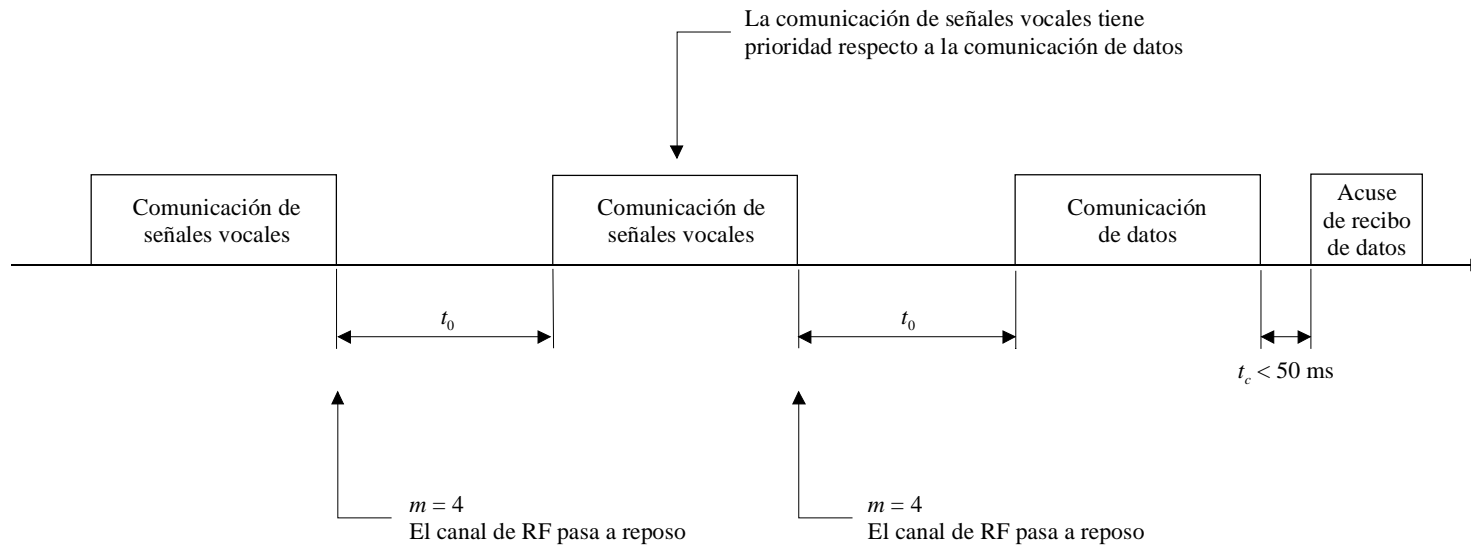 La comunicación de señales vocales tiene
prioridad respecto a la comunicación de datos
Comunicación de
señales vocales
Comunicación de
señales vocales
Comunicación
de datos
Acuse
de recibo
de datos
t0
t0
tc < 50 ms
m = 4
El canal de RF pasa a reposo
m = 4
El canal de RF pasa a reposo